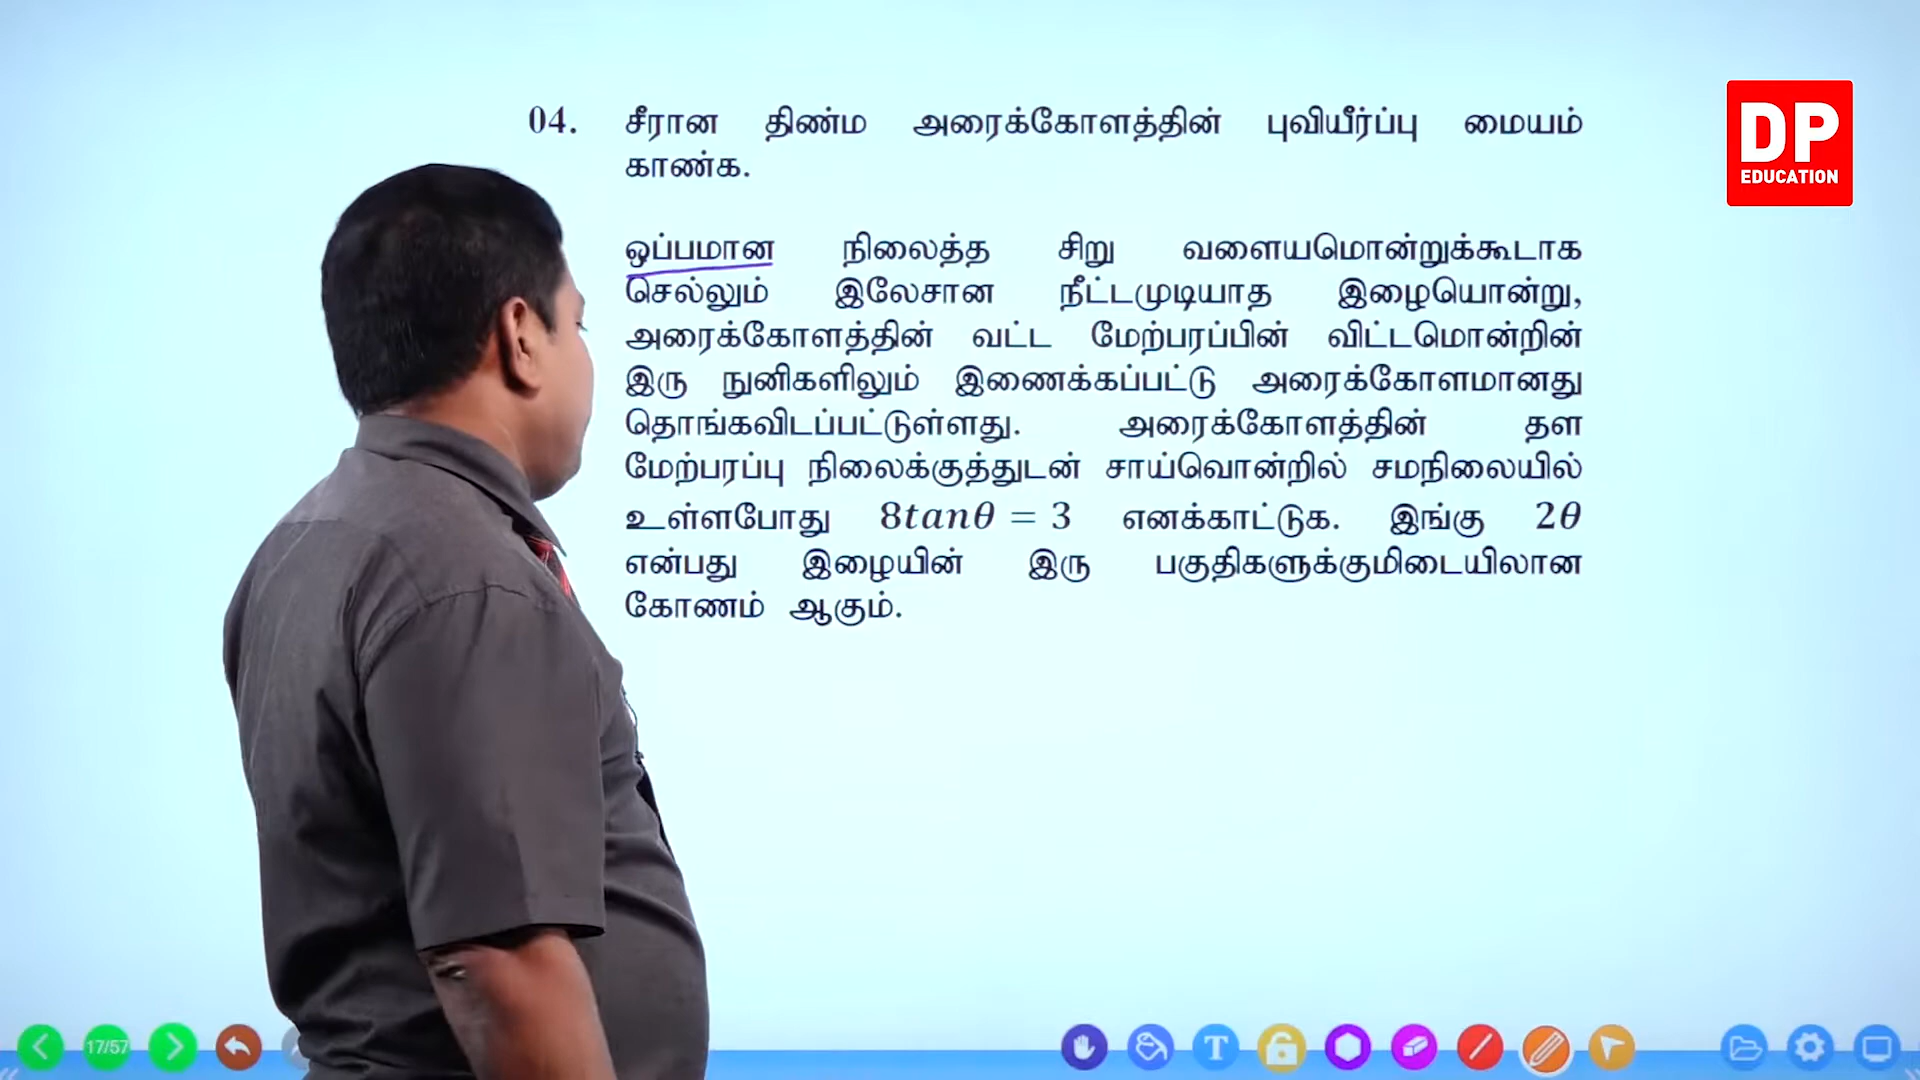 DP
EDUCATION
04. சீரான திண்ம அரைக்கோளத்தின் புவியீர்ப்பு மையம்
காண்க.
ஒப்பமான நிலைத்த சிறு வளையமொன்றுக்கூடாக
செல்லும் இலேசான நீட்டமுடியாத இழையொன்று,
அரைக்கோளத்தின் வட்ட மேற்பரப்பின் விட்டமொன்றின்
இரு நுனிகளிலும் இணைக்கப்பட்டு அரைக்கோளமானது
தொங்கவிடப்பட்டுள்ளது. அரைக்கோளத்தின் தள
மேற்பரப்பு நிலைக்குத்துடன் சாய்வொன்றில் சமநிலையில்
உள்ளபோது 8tanθ = 3 எனக்காட்டுக. இங்கு 2θ
என்பது இழையின் இரு பகுதிகளுக்குமிடையிலான
கோணம் ஆகும்.
17/57
T